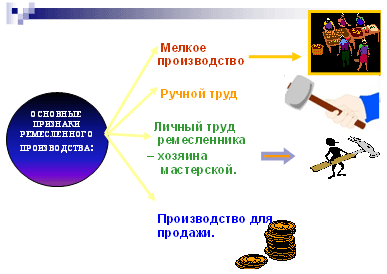 ОСНОВНЫЕ
ПРИЗНАКИ
РЕМЕСЛЕННОГО
ПРОИЗВОДСТВА:
Мелкое
производство
Ручной труд
Личный труд
ремесленника
– хозяина
мастерской.
Производство для
продажи.